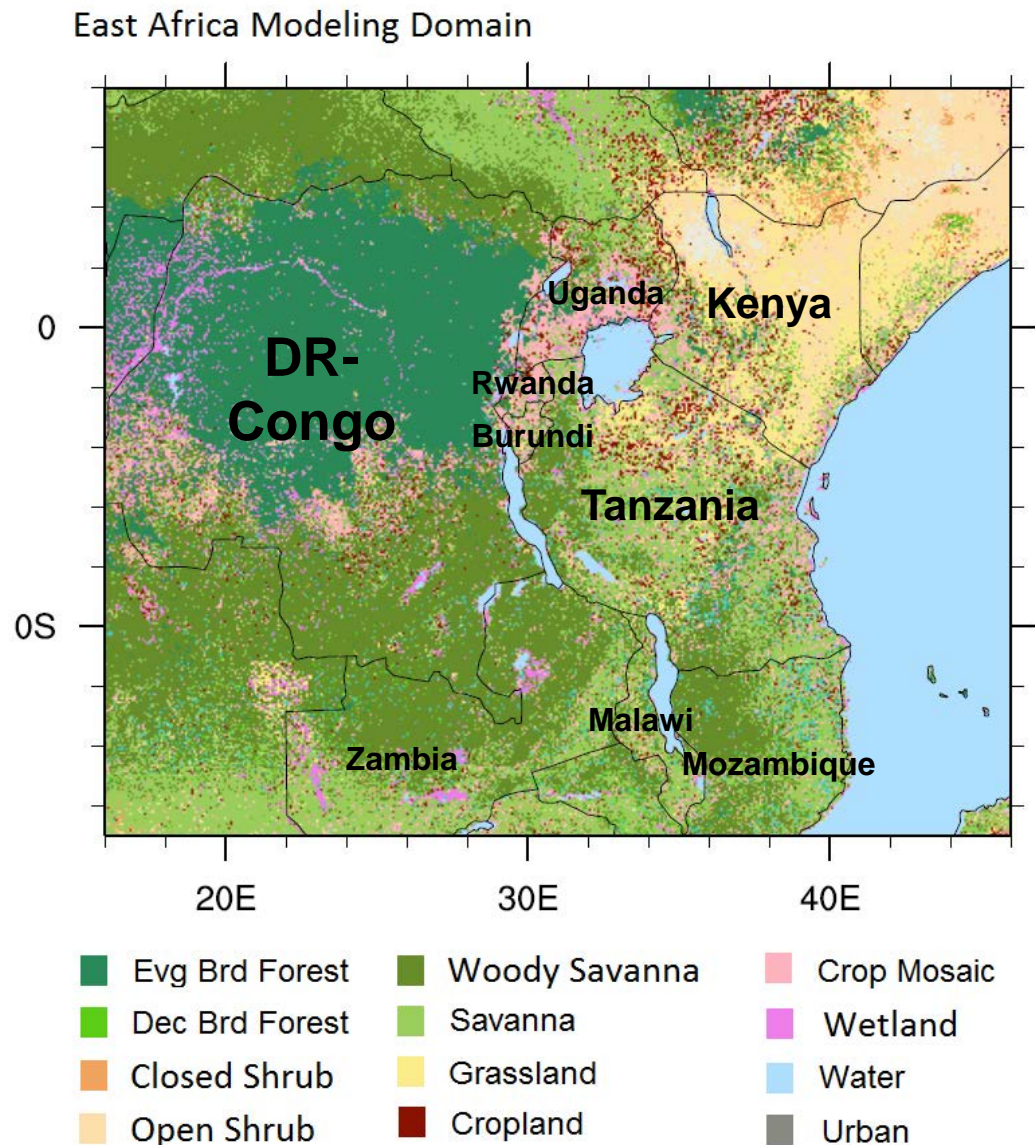 East Africa Modeling Domain
Uganda
Kenya
0
DR-
Congo
Rwanda
Burundi
Tanzania
0S
Malawi
Zambia
Mozambique
20E
30E
40E
Evg Brd Forest
Woody Savanna
Crop Mosaic
Dec Brd Forest
Savanna
Wetland
Closed Shrub
Grassland
Water
Open Shrub
Cropland
Urban